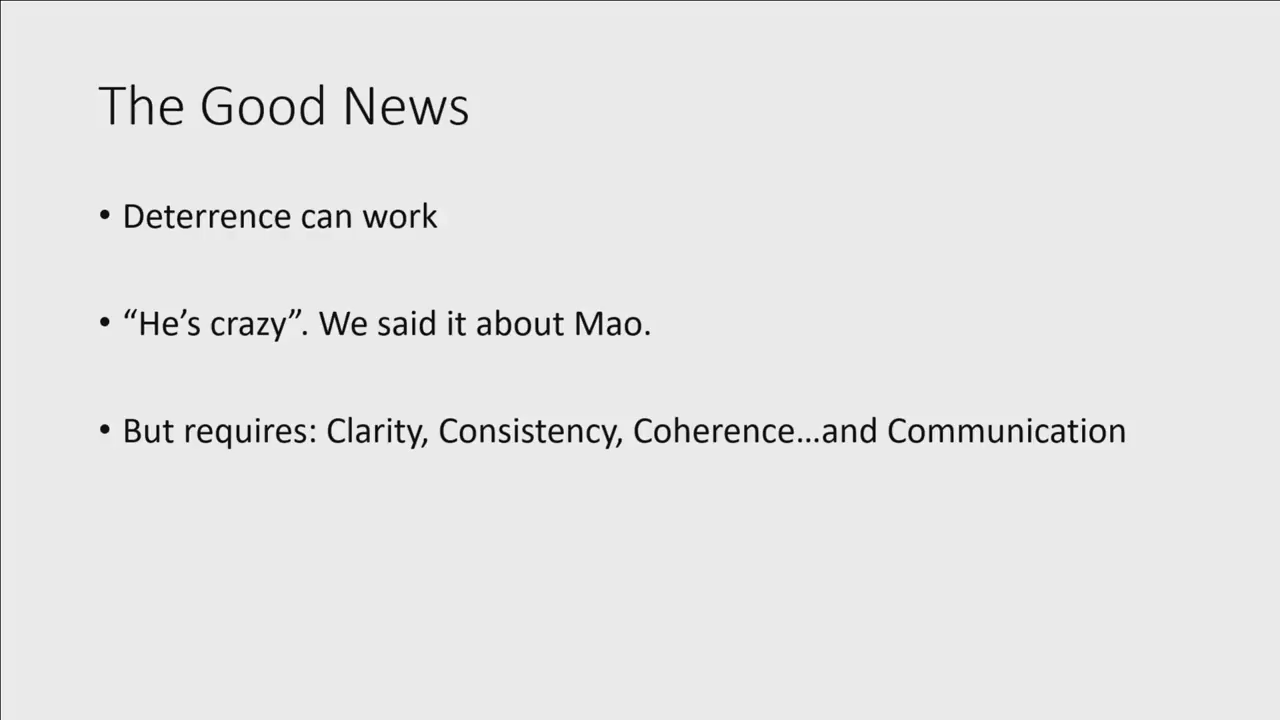 The Good News
• Deterrence can work
• “He’s crazy”. We said it about Mao.
• But requires: Clarity, Consistency, Coherence…and Communication